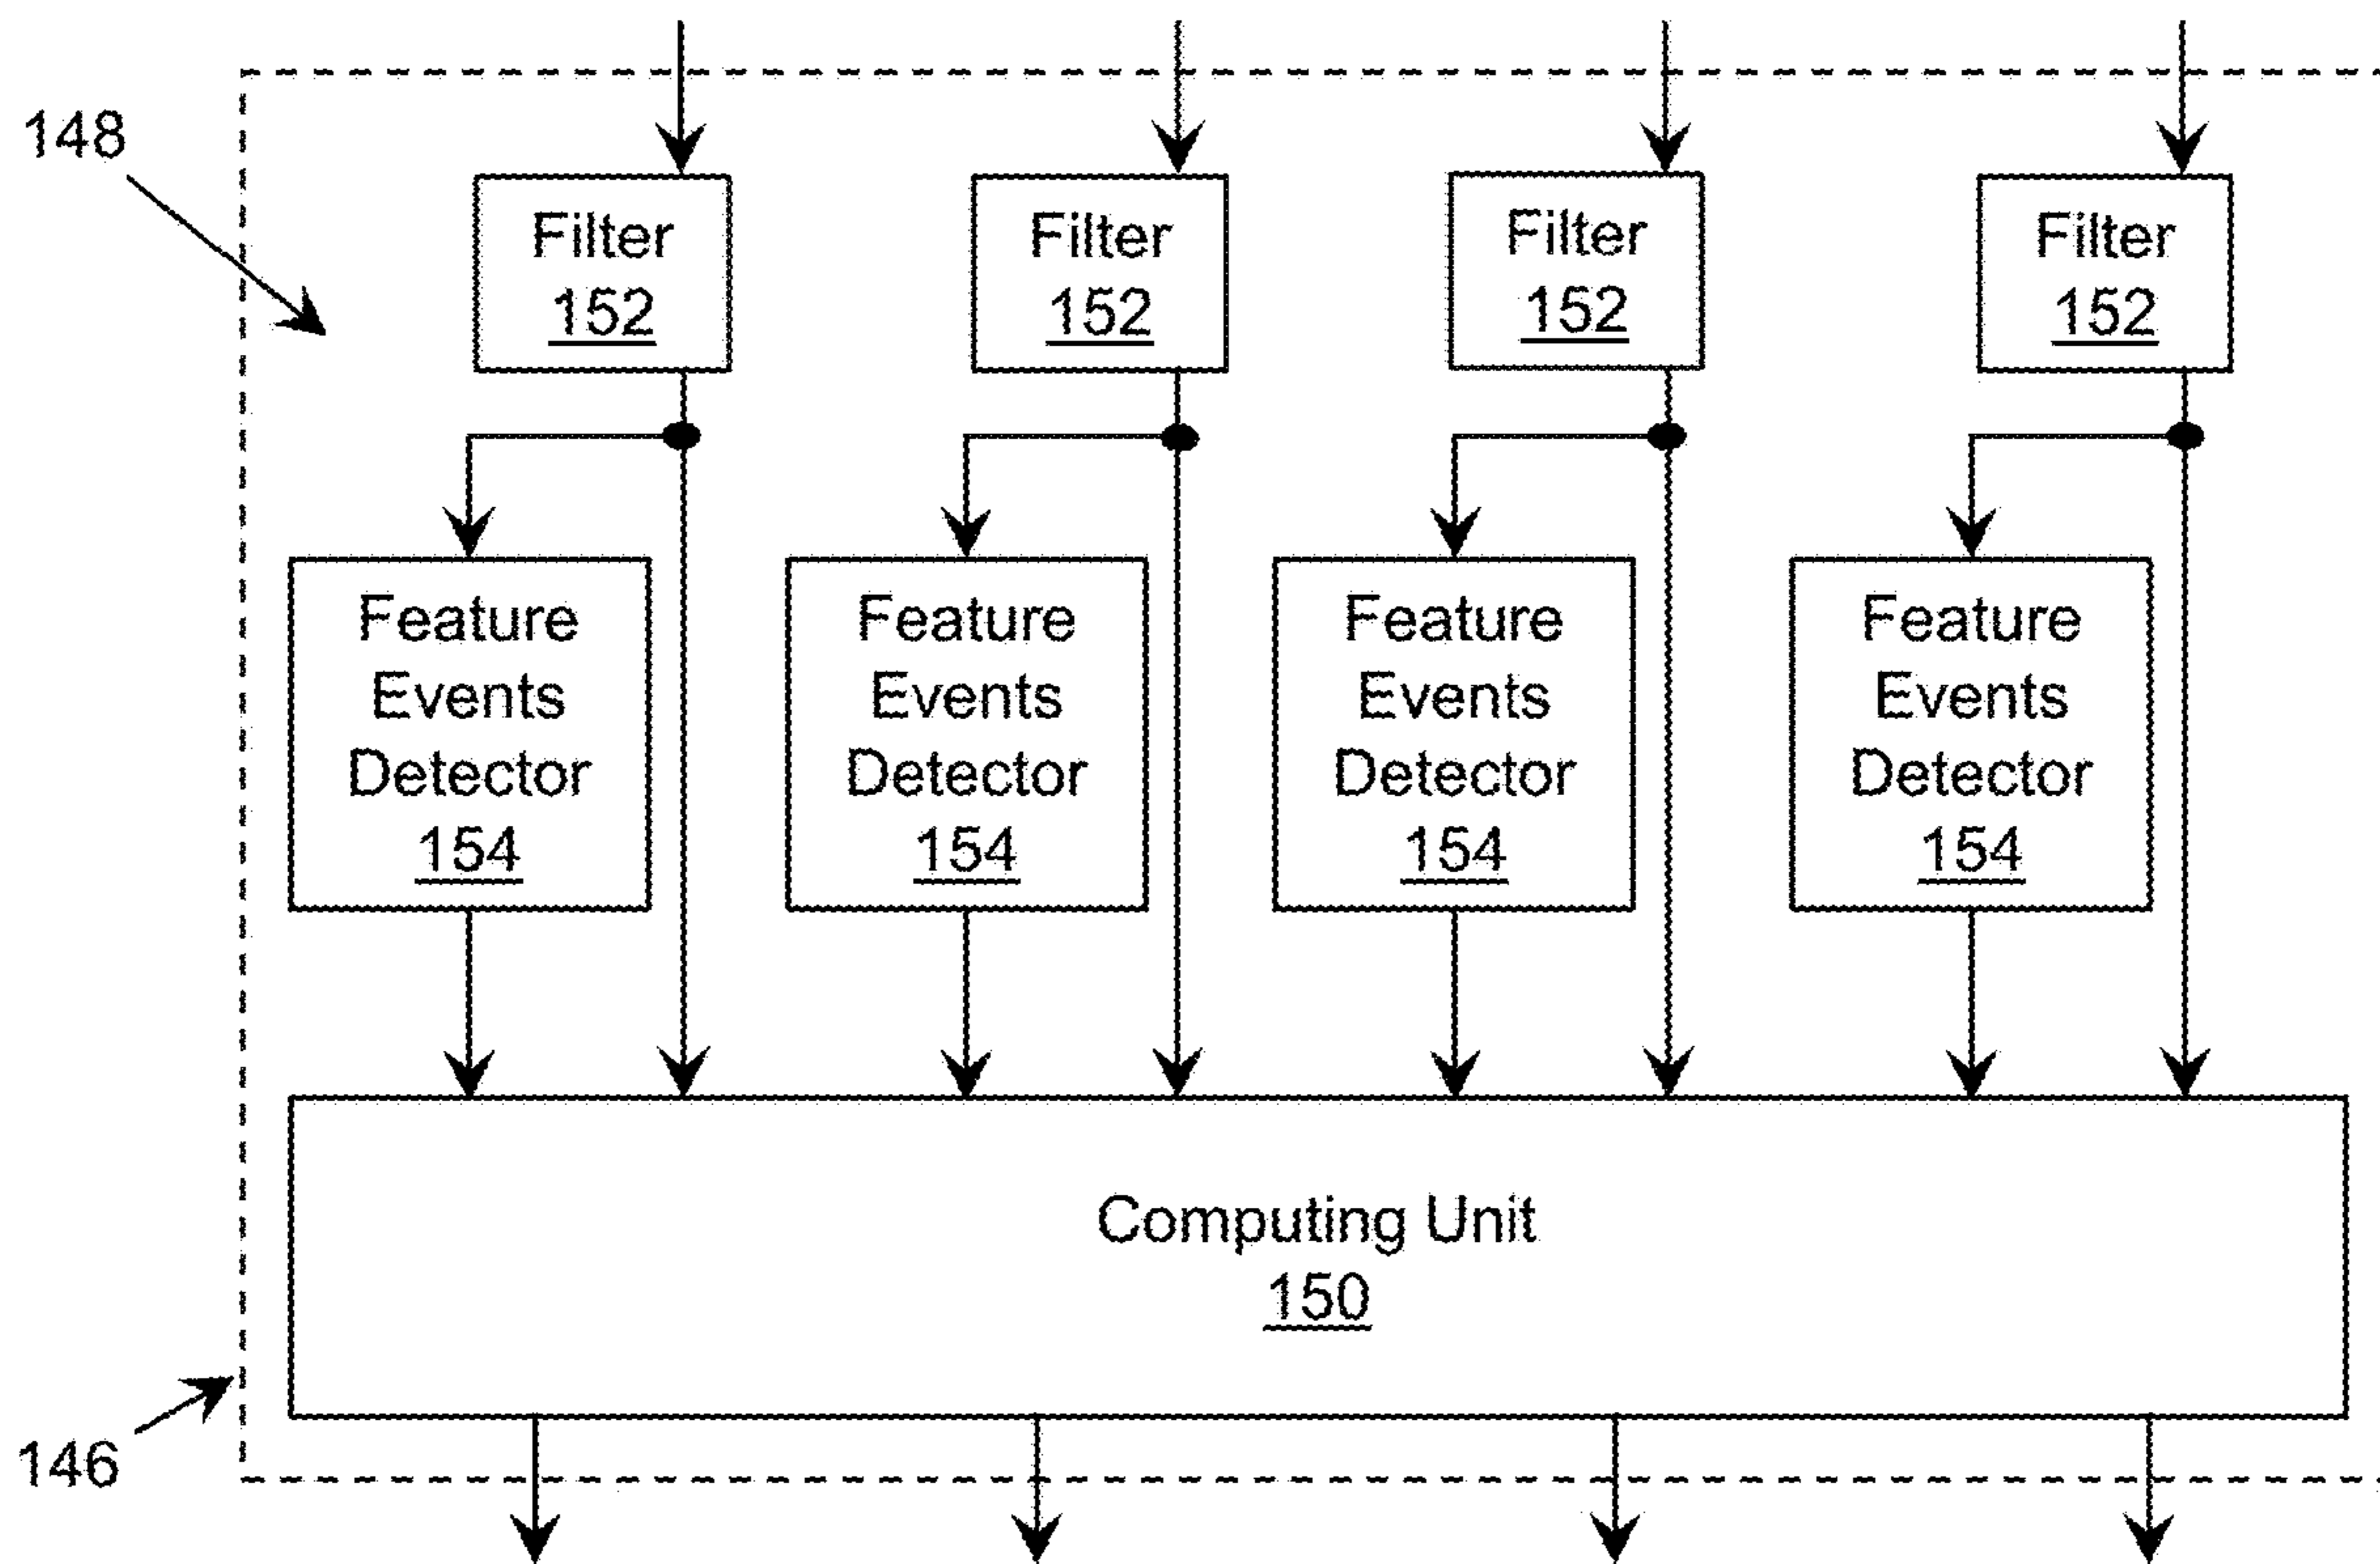 148
Filter
152
Filter
152
Filter
152
Filter
152
Feature
Events
Detector
154
Feature
Events
Detector
154
Feature
Events
Detector
154
Feature
Events
Detector
154
Computing Unit
150
146